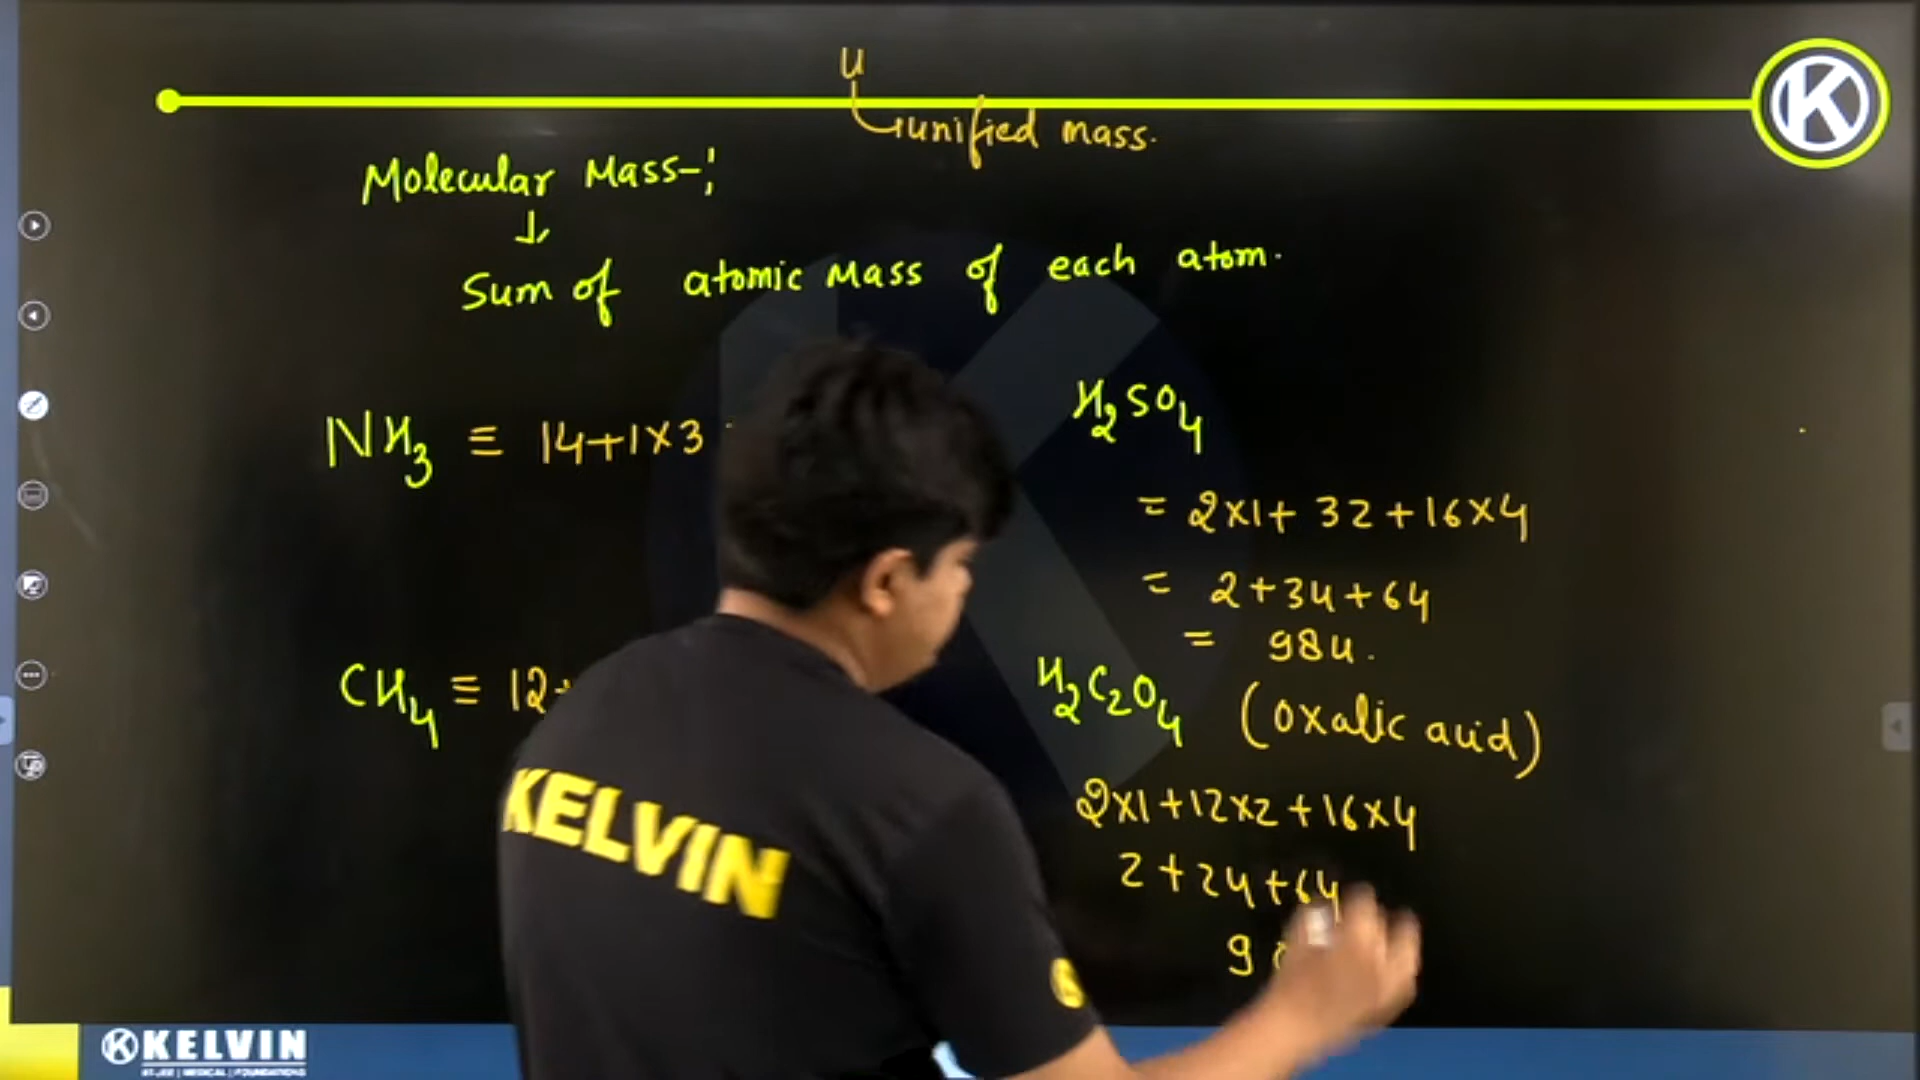 u
unified mass.
Molecular Mass-:
Sum of atomic mass of each atom.
NH3 ≡ 14+1×3
H2SO4
= 2×1+ 32+16×4
= 2+34+64
= 98u.
CH4 ≡ 12+
H2C2O4 (oxalic acid)
2×1+12×2+16×4
2+24+64
9
KELVIN
KELVIN